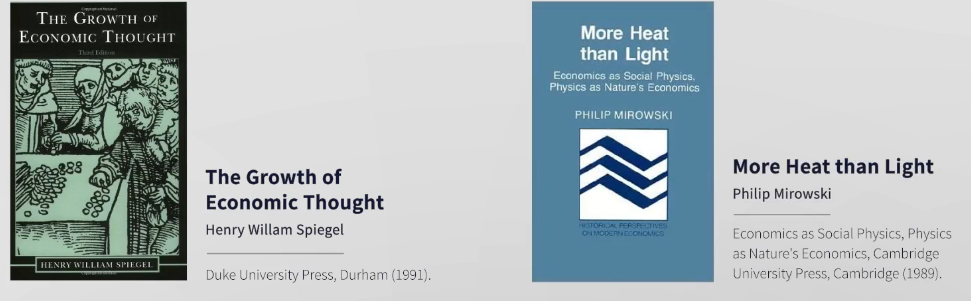 THE GROWTH OF
ECONOMIC THOUGHT
Third Edition
HENRY WILLIAM SPIEGEL
The Growth of
Economic Thought
Henry Willam Spiegel
Duke University Press, Durham (1991).
More Heat
than Light
Economics as Social Physics,
Physics as Nature's Economics
PHILIP MIROWSKI
HISTORICAL PERSPECTIVES
ON MODERN ECONOMICS
More Heat than Light
Philip Mirowski
Economics as Social Physics, Physics
as Nature's Economics, Cambridge
University Press, Cambridge (1989).